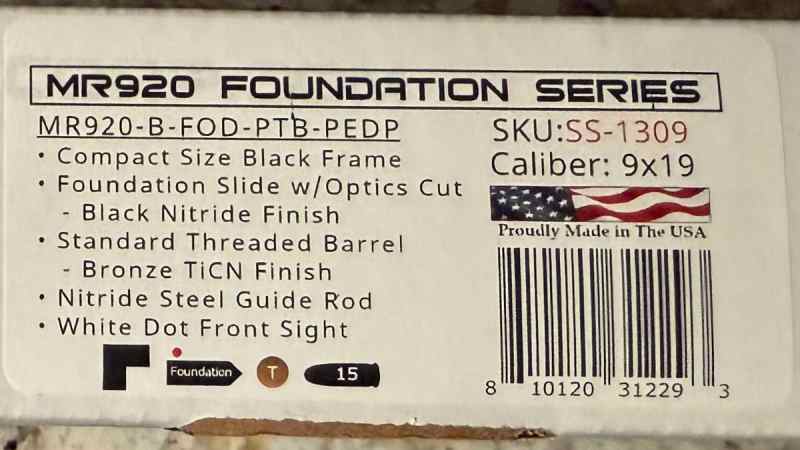 MR920 FOUNDATION SERIES
MR920-B-FOD-PTB-PEDP
• Compact Size Black Frame
• Foundation Slide w/Optics Cut
- Black Nitride Finish
• Standard Threaded Barrel
- Bronze TiCN Finish
• Nitride Steel Guide Rod
• White Dot Front Sight
Foundation
T
15
SKU:SS-1309
Caliber: 9x19
Proudly Made in The USA
8 10120 31229 3